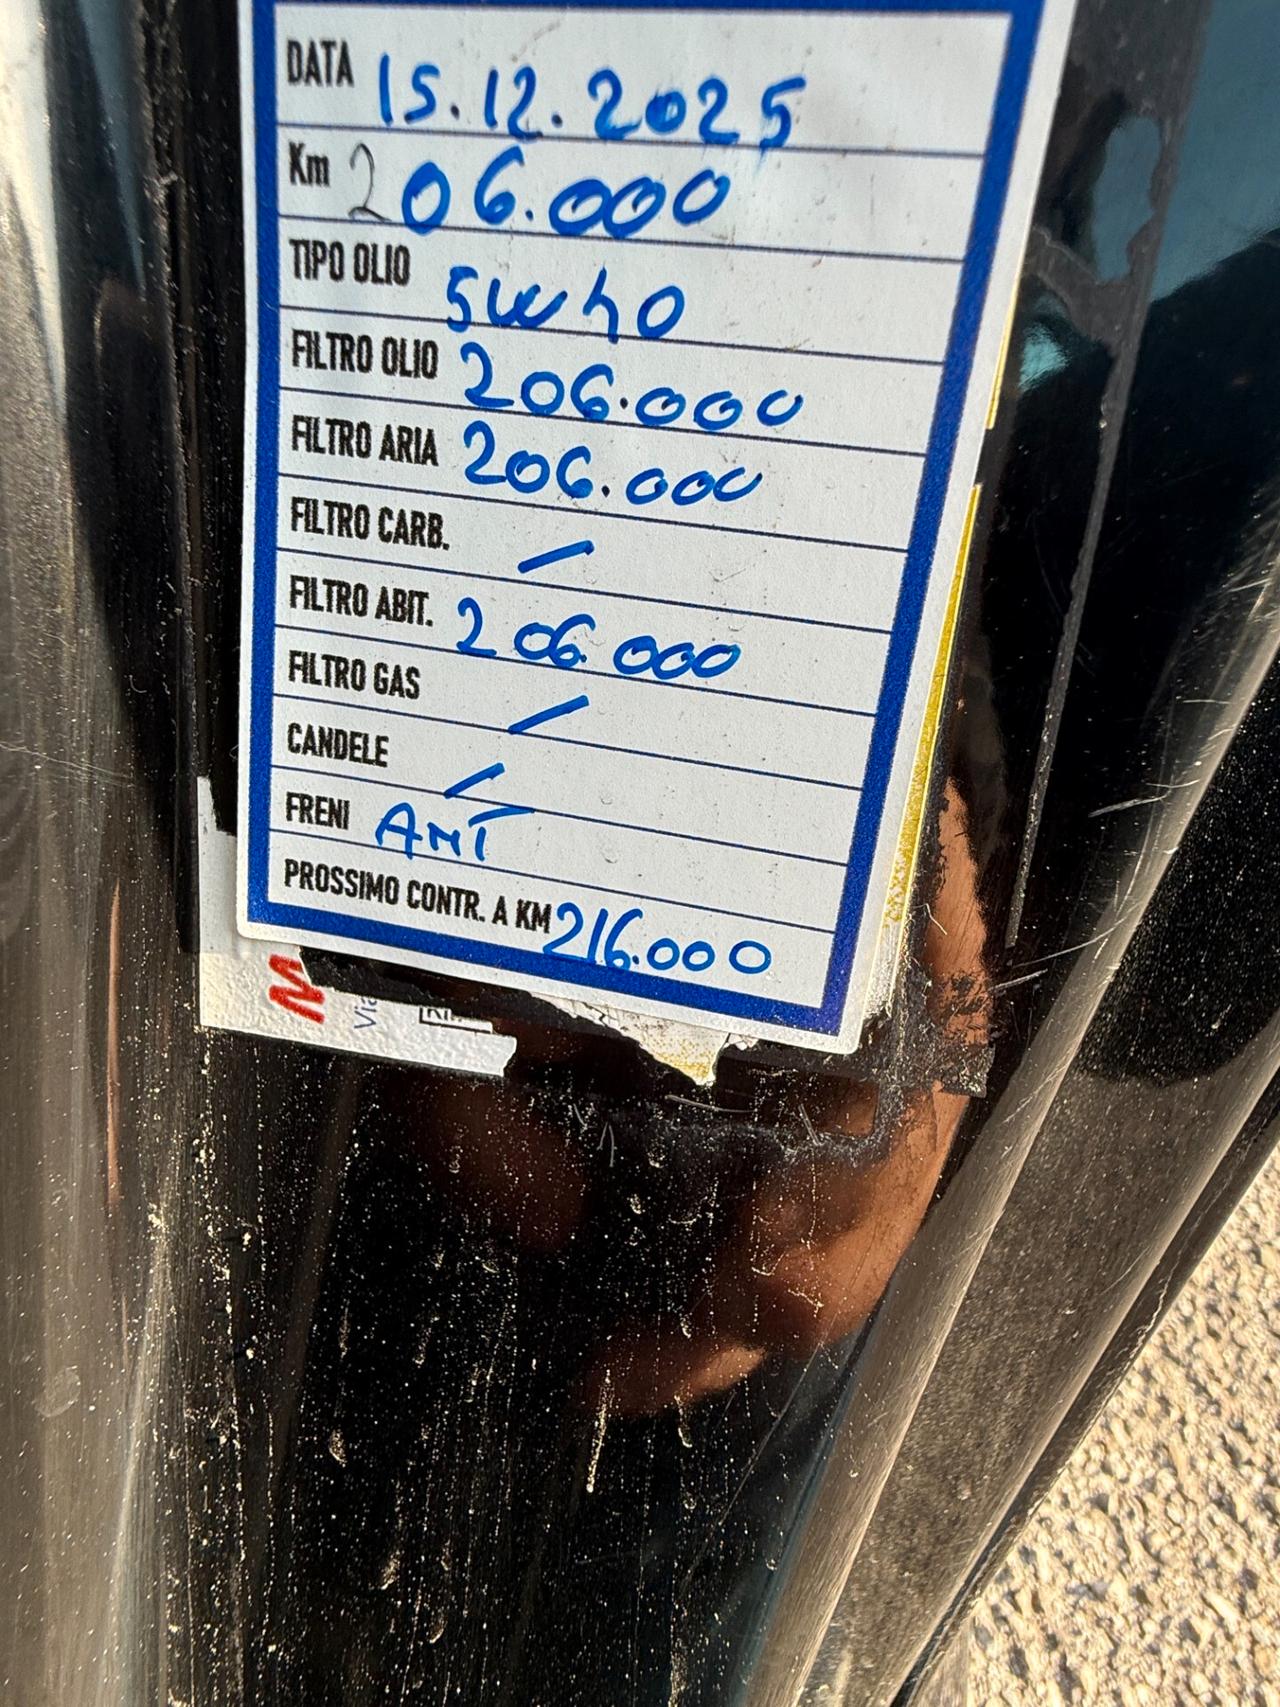 DATA 15.12.2025
Km 206.000
TIPO OLIO 5W40
FILTRO OLIO 206.000
FILTRO ARIA 206.000
FILTRO CARB. /
FILTRO ABIT. 206.000
FILTRO GAS /
CANDELE /
FRENI ANT
PROSSIMO CONTR. A KM 216.000
M
Via